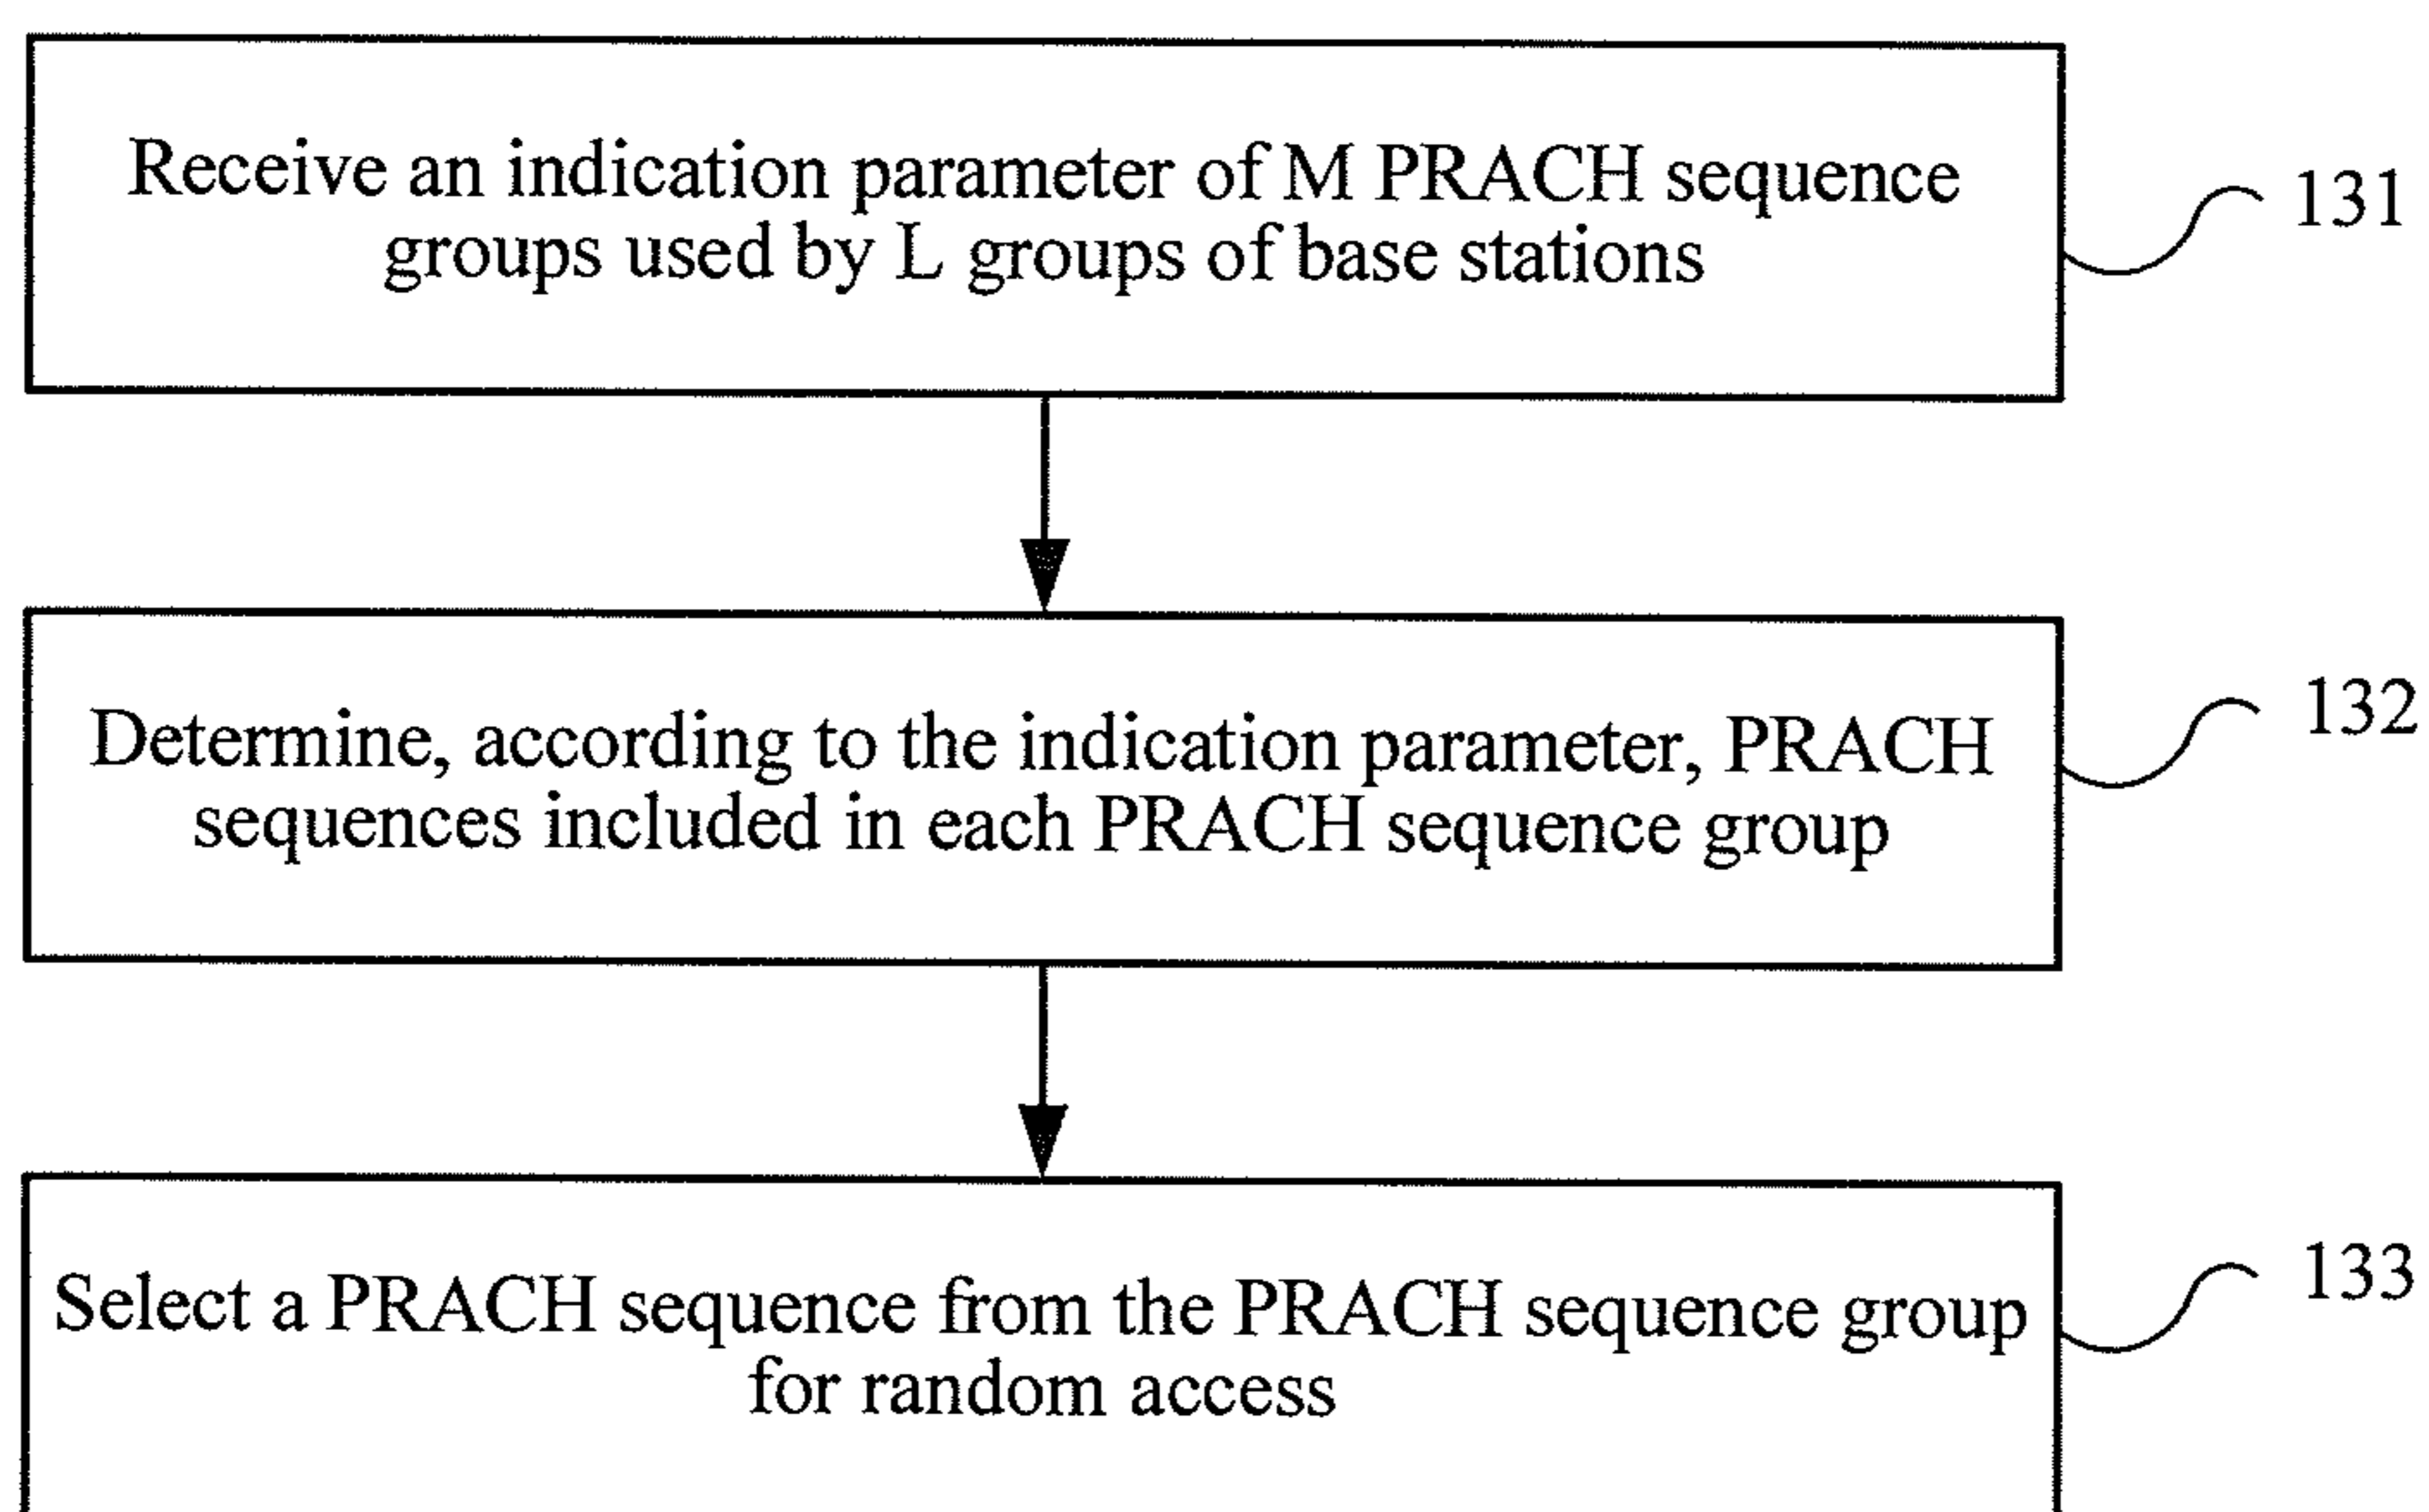 Receive an indication parameter of M PRACH sequence
groups used by L groups of base stations
131
Determine, according to the indication parameter, PRACH
sequences included in each PRACH sequence group
132
Select a PRACH sequence from the PRACH sequence group
for random access
133